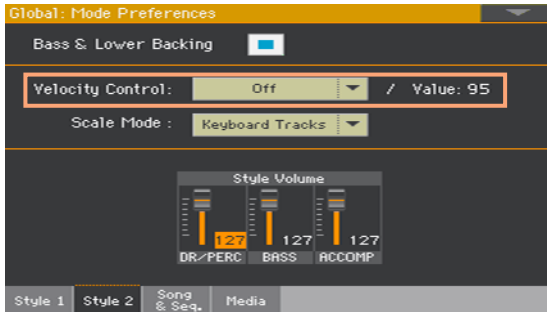 Global: Mode Preferences
Bass & Lower Backing
Velocity Control: Off / Value: 95
Scale Mode : Keyboard Tracks
Style Volume
127 127 127
DR/PERC BASS ACCOMP
Style 1 Style 2 Song & Seq. Media